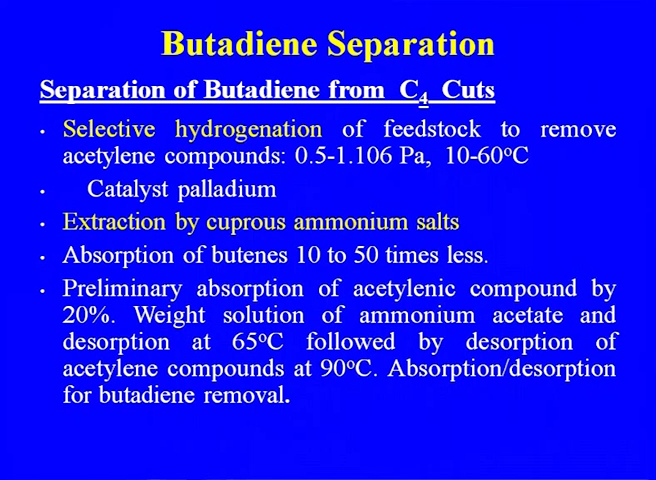 Butadiene Separation
Separation of Butadiene from C4 Cuts
• Selective hydrogenation of feedstock to remove
acetylene compounds: 0.5-1.106 Pa, 10-60ºC
• Catalyst palladium
• Extraction by cuprous ammonium salts
• Absorption of butenes 10 to 50 times less.
• Preliminary absorption of acetylenic compound by
20%. Weight solution of ammonium acetate and
desorption at 65ºC followed by desorption of
acetylene compounds at 90ºC. Absorption/desorption
for butadiene removal.